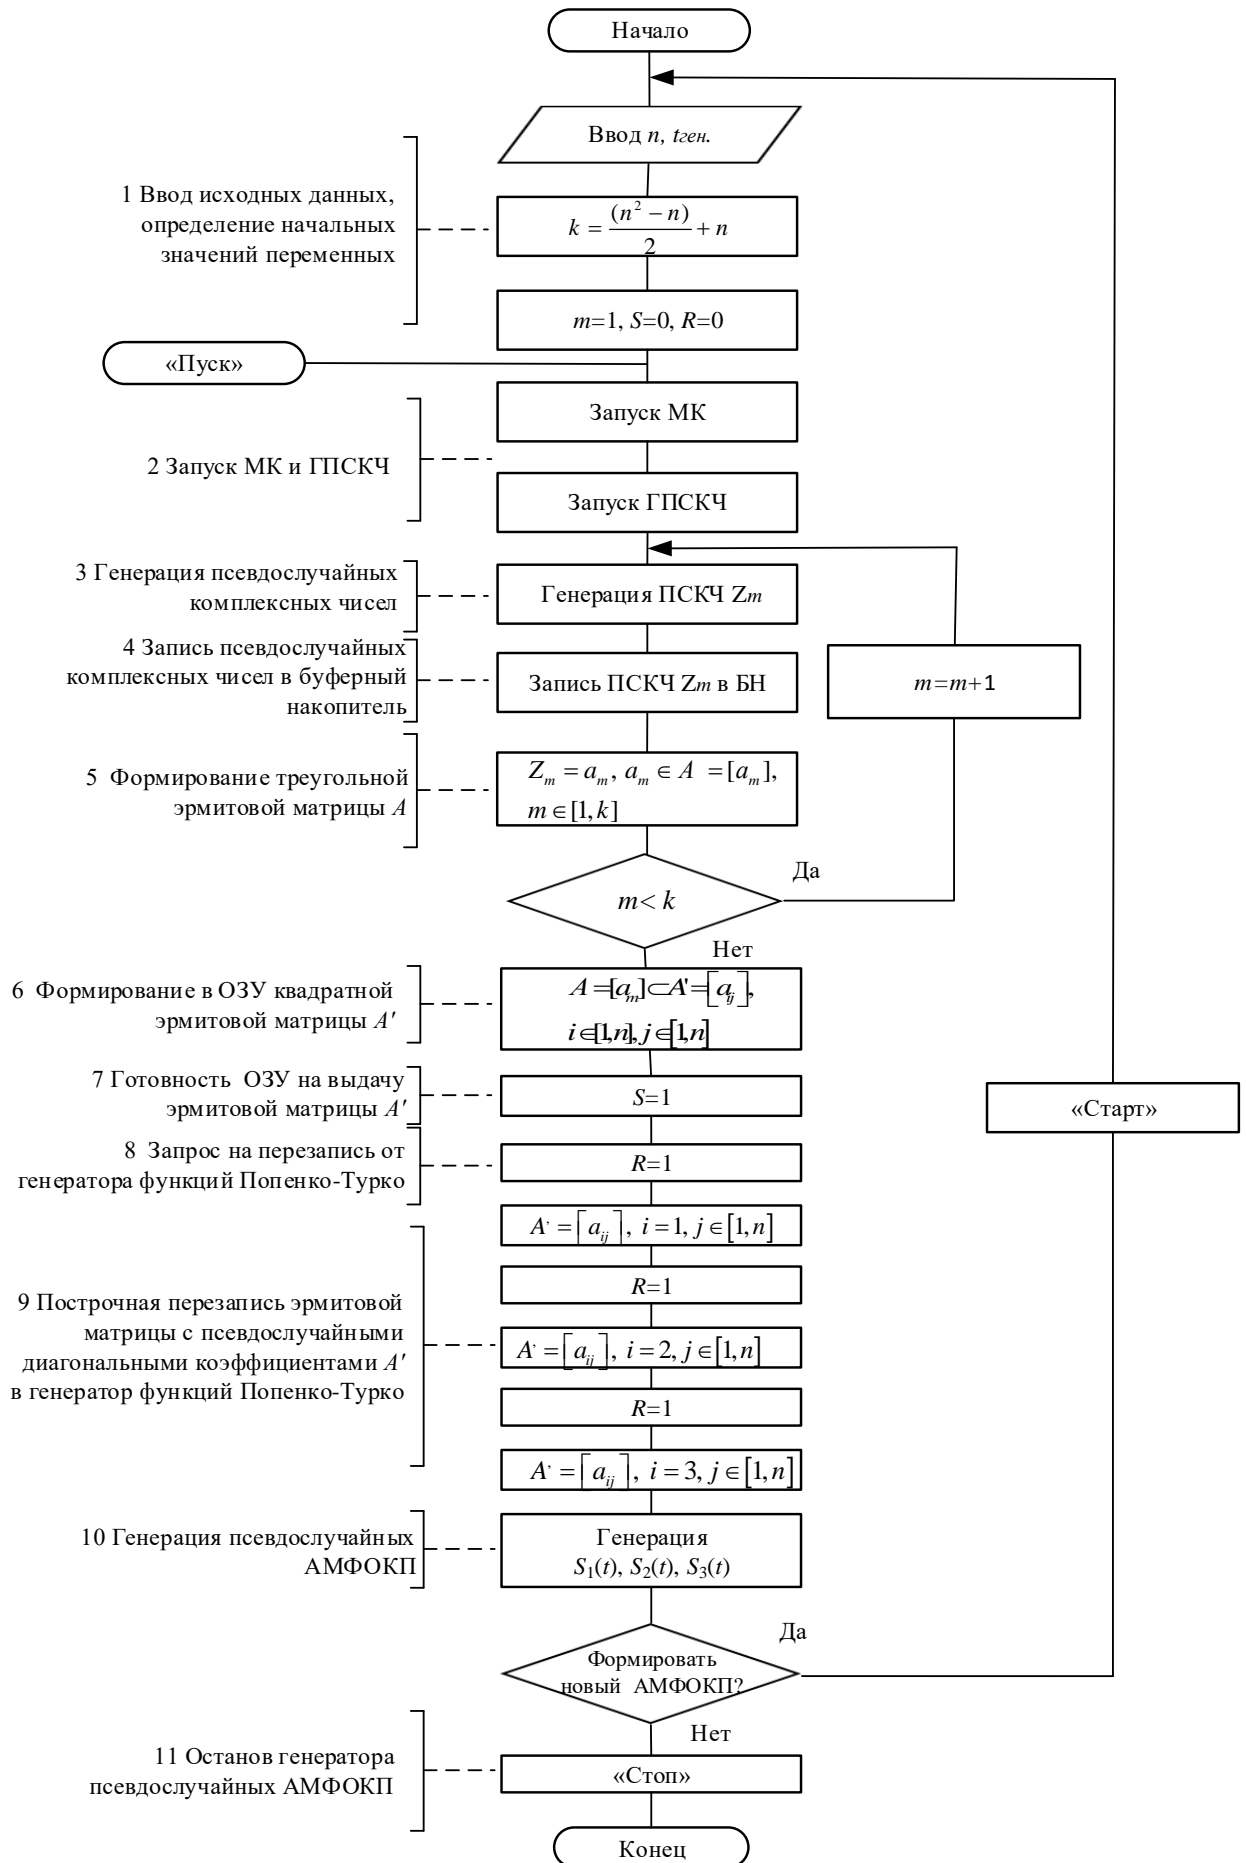 Начало
Ввод n, tген.
1 Ввод исходных данных,
определение начальных
значений переменных
k = (n² − n)/2 + n
m=1, S=0, R=0
«Пуск»
Запуск МК
2 Запуск МК и ГПСКЧ
Запуск ГПСКЧ
3 Генерация псевдослучайных
комплексных чисел
Генерация ПСКЧ Zm
4 Запись псевдослучайных
комплексных чисел в буферный
накопитель
Запись ПСКЧ Zm в БН
m=m+1
5 Формирование треугольной
эрмитовой матрицы A
Zₘ = aₘ, aₘ ∈ A = [aₘ],
m ∈ [1, k]
Да
m< k
Нет
6 Формирование в ОЗУ квадратной
эрмитовой матрицы A'
A=[aₘ]⊂A'=[aᵢⱼ],
i∈[1,n], j∈[1,n]
7 Готовность ОЗУ на выдачу
эрмитовой матрицы A'
S=1
«Старт»
8 Запрос на перезапись от
генератора функций Попенко-Турко
R=1
A' = [aᵢⱼ], i = 1, j ∈ [1, n]
R=1
9 Построчная перезапись эрмитовой
матрицы с псевдослучайными
диагональными коэффициентами A'
в генератор функций Попенко-Турко
A' = [aᵢⱼ], i = 2, j ∈ [1, n]
R=1
A' = [aᵢⱼ], i = 3, j ∈ [1, n]
10 Генерация псевдослучайных
АМФОКП
Генерация
S₁(t), S₂(t), S₃(t)
Да
Формировать
новый АМФОКП?
Нет
11 Останов генератора
псевдослучайных АМФОКП
«Стоп»
Конец